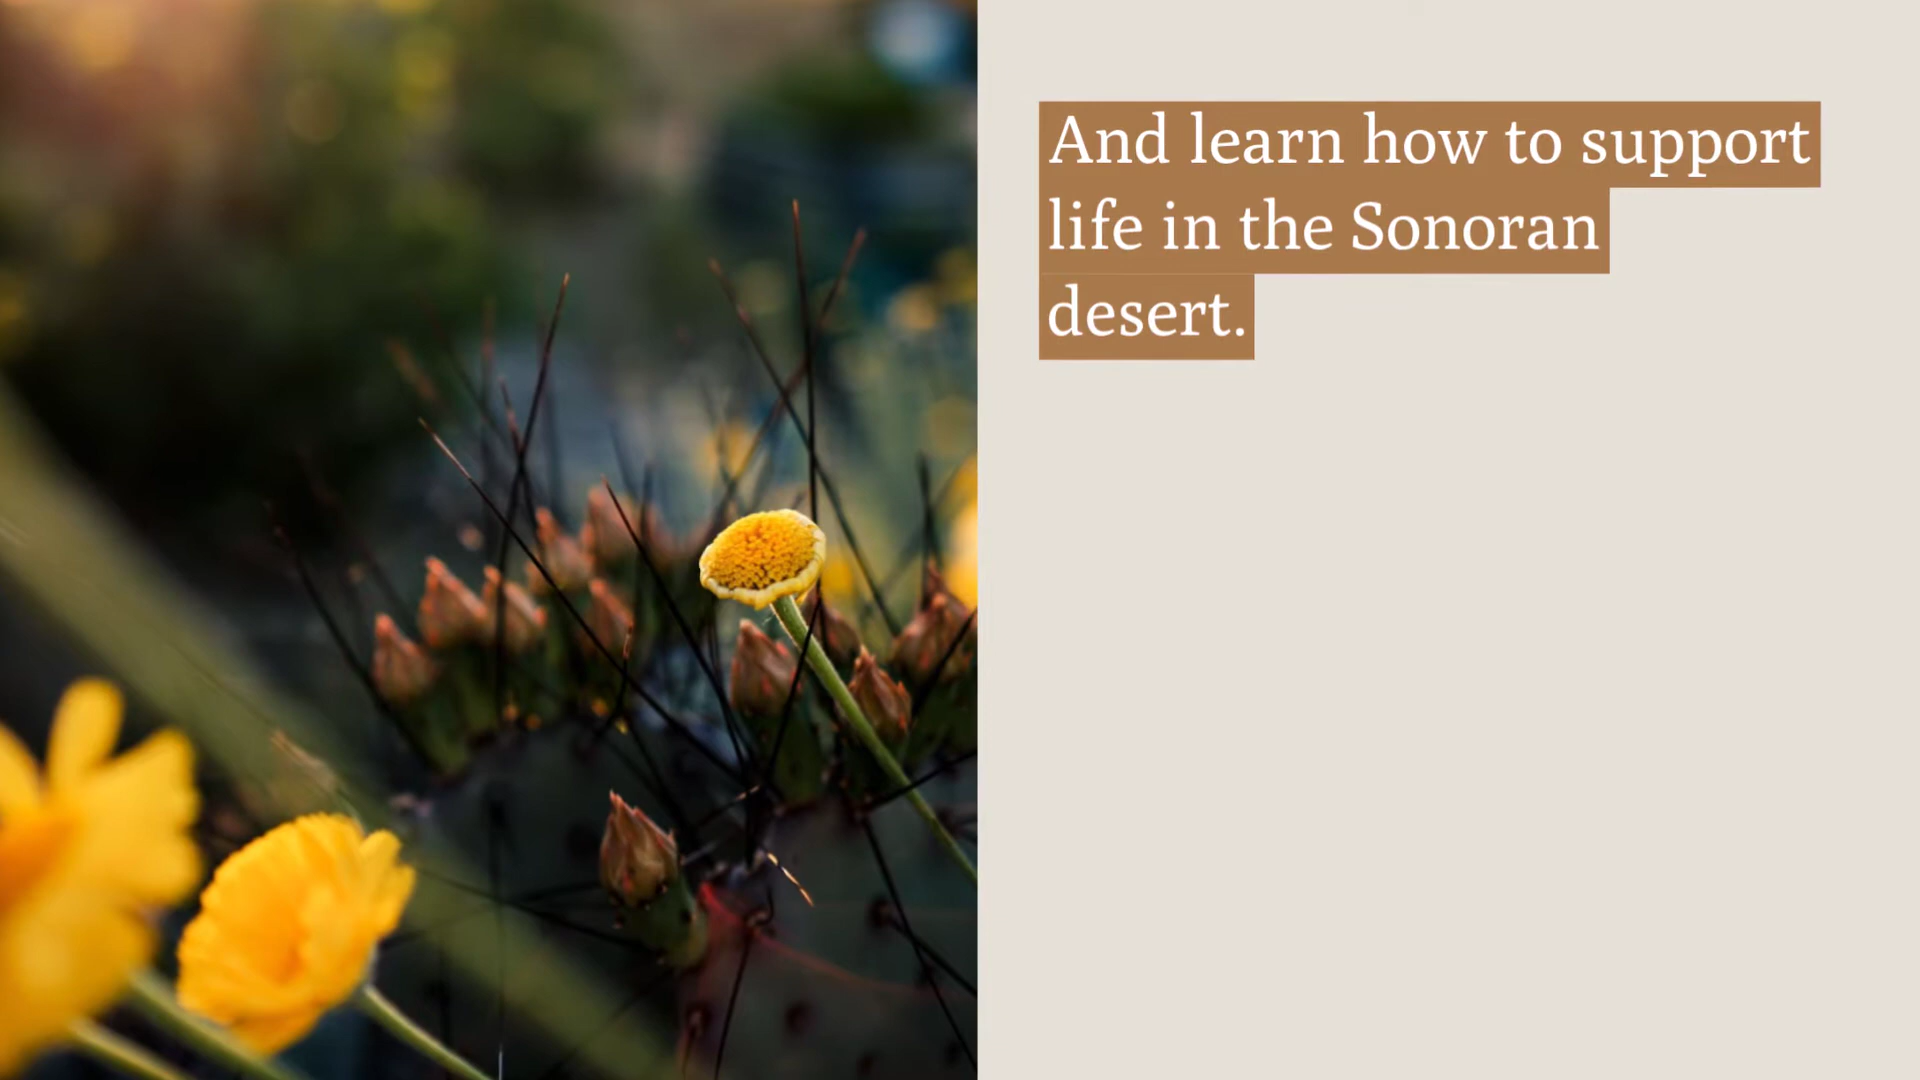 And learn how to support
life in the Sonoran
desert.